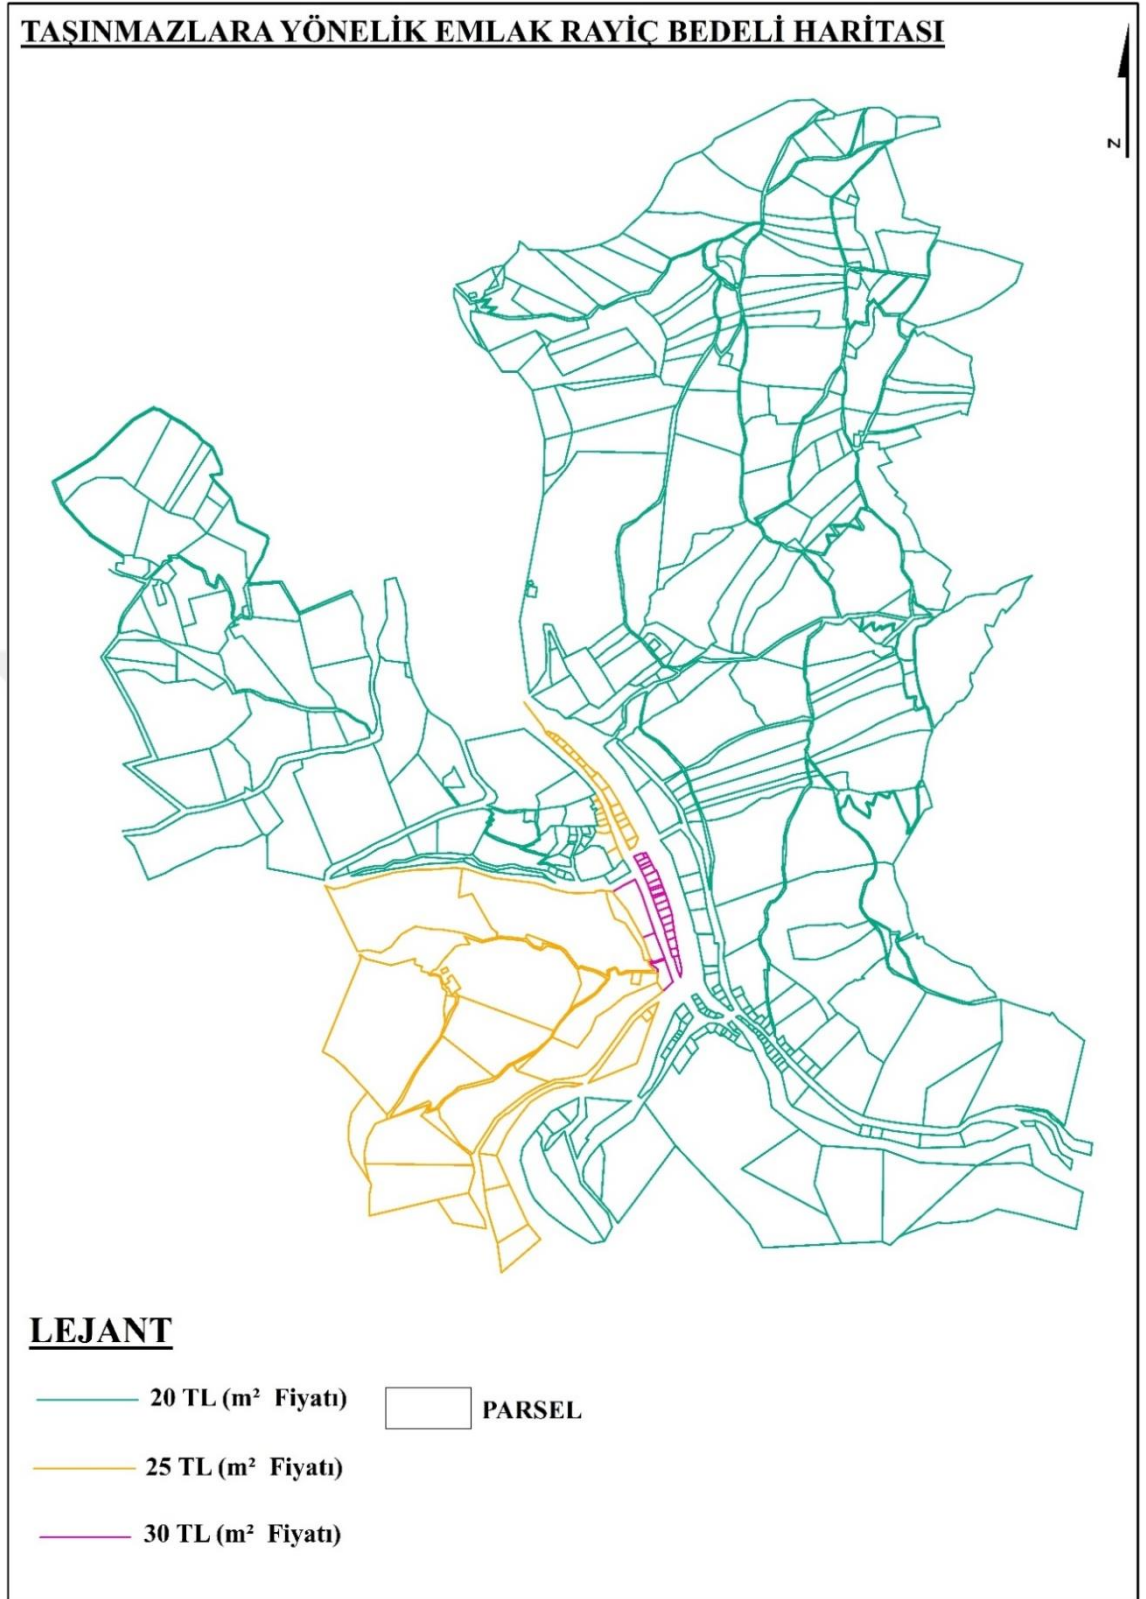 TAŞINMAZLARA YÖNELİK EMLAK RAYİÇ BEDELİ HARİTASI
N
LEJANT
20 TL (m² Fiyatı)
PARSEL
25 TL (m² Fiyatı)
30 TL (m² Fiyatı)